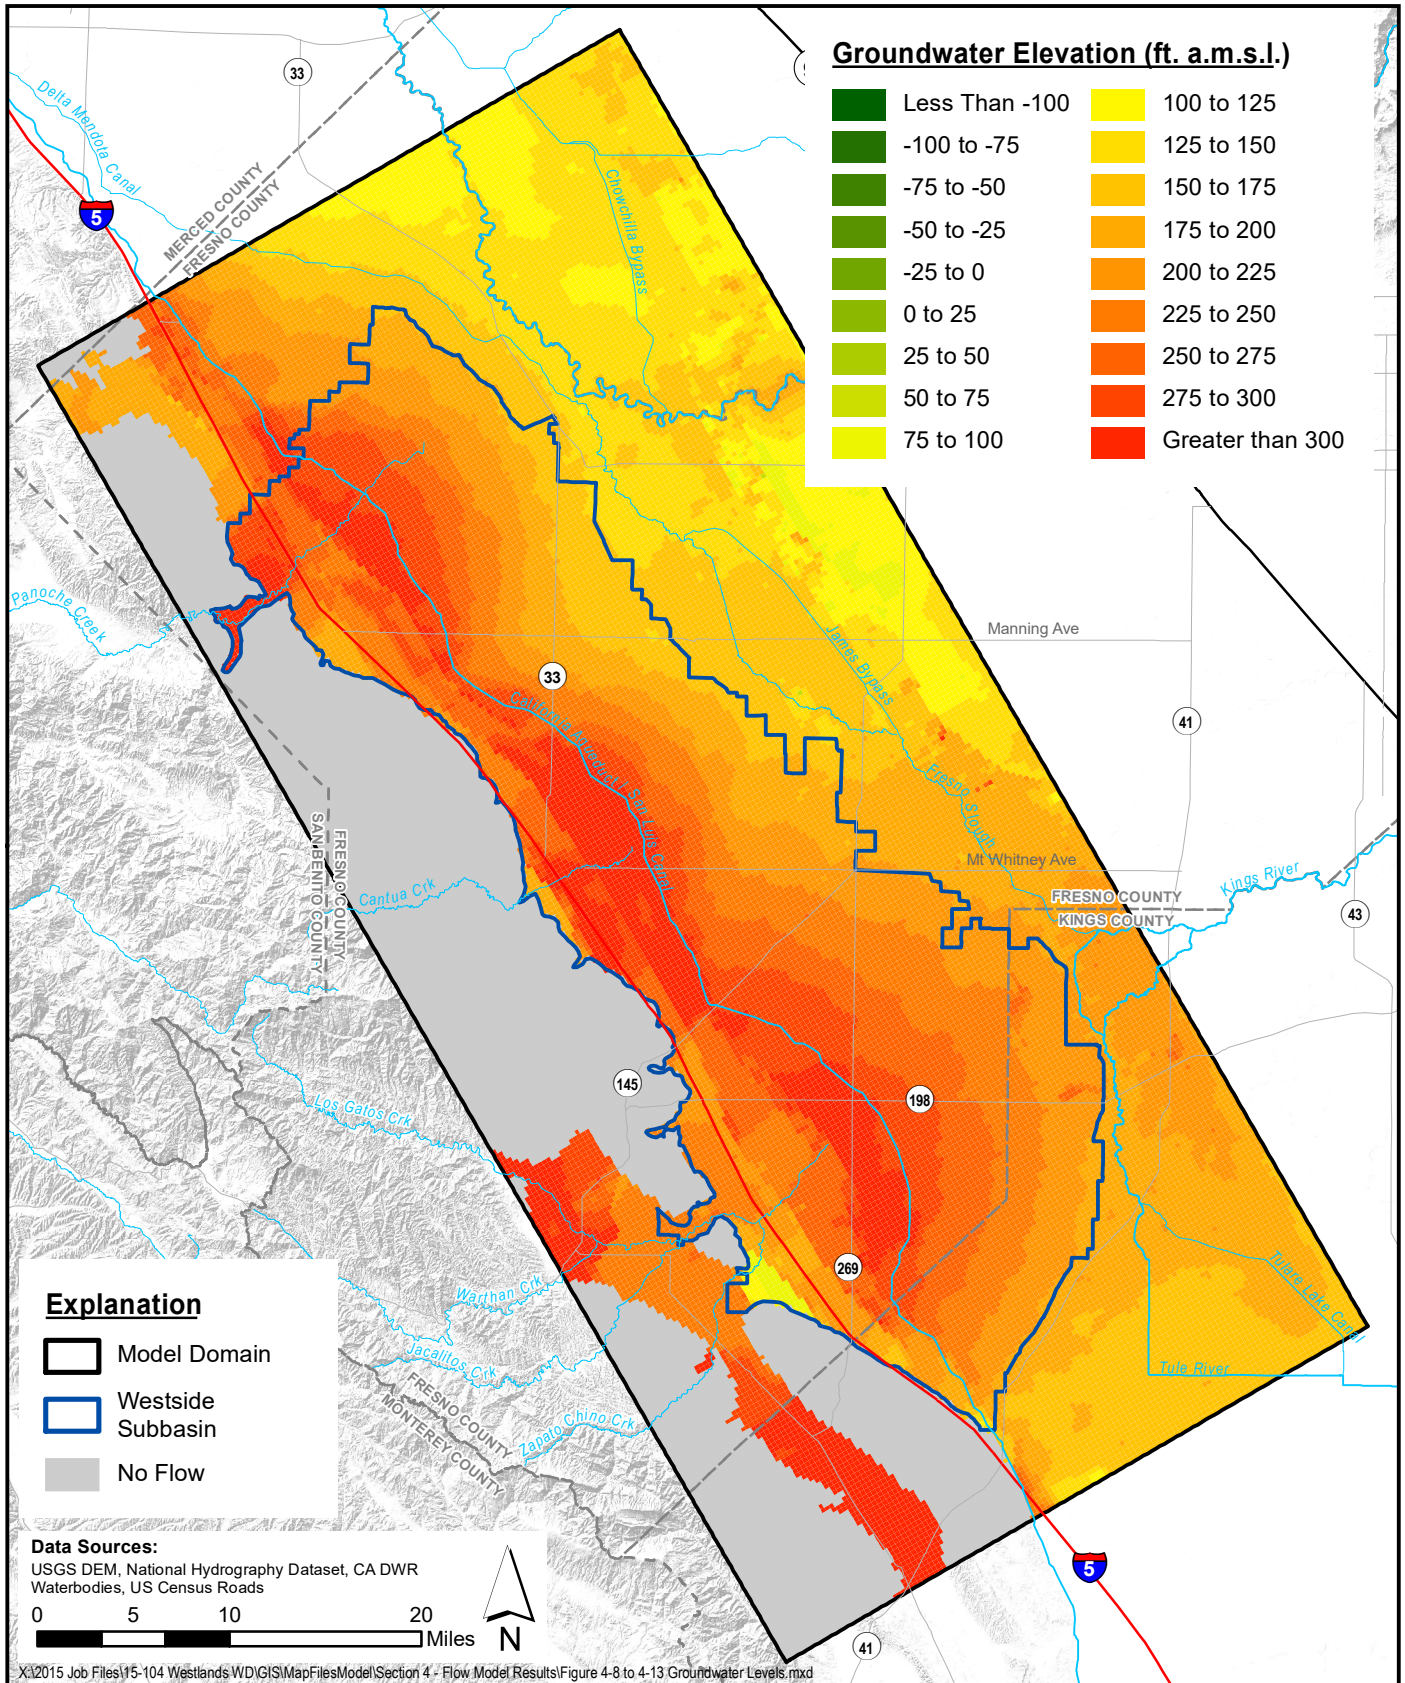 Groundwater Elevation (ft. a.m.s.l.)
Less Than -100
-100 to -75
-75 to -50
-50 to -25
-25 to 0
0 to 25
25 to 50
50 to 75
75 to 100
100 to 125
125 to 150
150 to 175
175 to 200
200 to 225
225 to 250
250 to 275
275 to 300
Greater than 300
33
Delta Mendota Canal
5
MERCED COUNTY
FRESNO COUNTY
Chowchilla Bypass
Panoche Creek
Manning Ave
James Bypass
33
California Aqueduct / San Luis Canal
41
Fresno Slough
SAN BENITO COUNTY
FRESNO COUNTY
Mt Whitney Ave
Kings River
Cantua Crk
FRESNO COUNTY
KINGS COUNTY
43
145
198
Los Gatos Crk
269
Warthan Crk
Tulare Lake Canal
Jacalitos Crk
Tule River
FRESNO COUNTY
MONTEREY COUNTY
Zapato Chino Crk
5
41
Explanation
Model Domain
Westside
Subbasin
No Flow
Data Sources:
USGS DEM, National Hydrography Dataset, CA DWR
Waterbodies, US Census Roads
0 5 10 20
Miles
N
X:\2015 Job Files\15-104 Westlands WD\GIS\MapFilesModel\Section 4 - Flow Model Results\Figure 4-8 to 4-13 Groundwater Levels.mxd